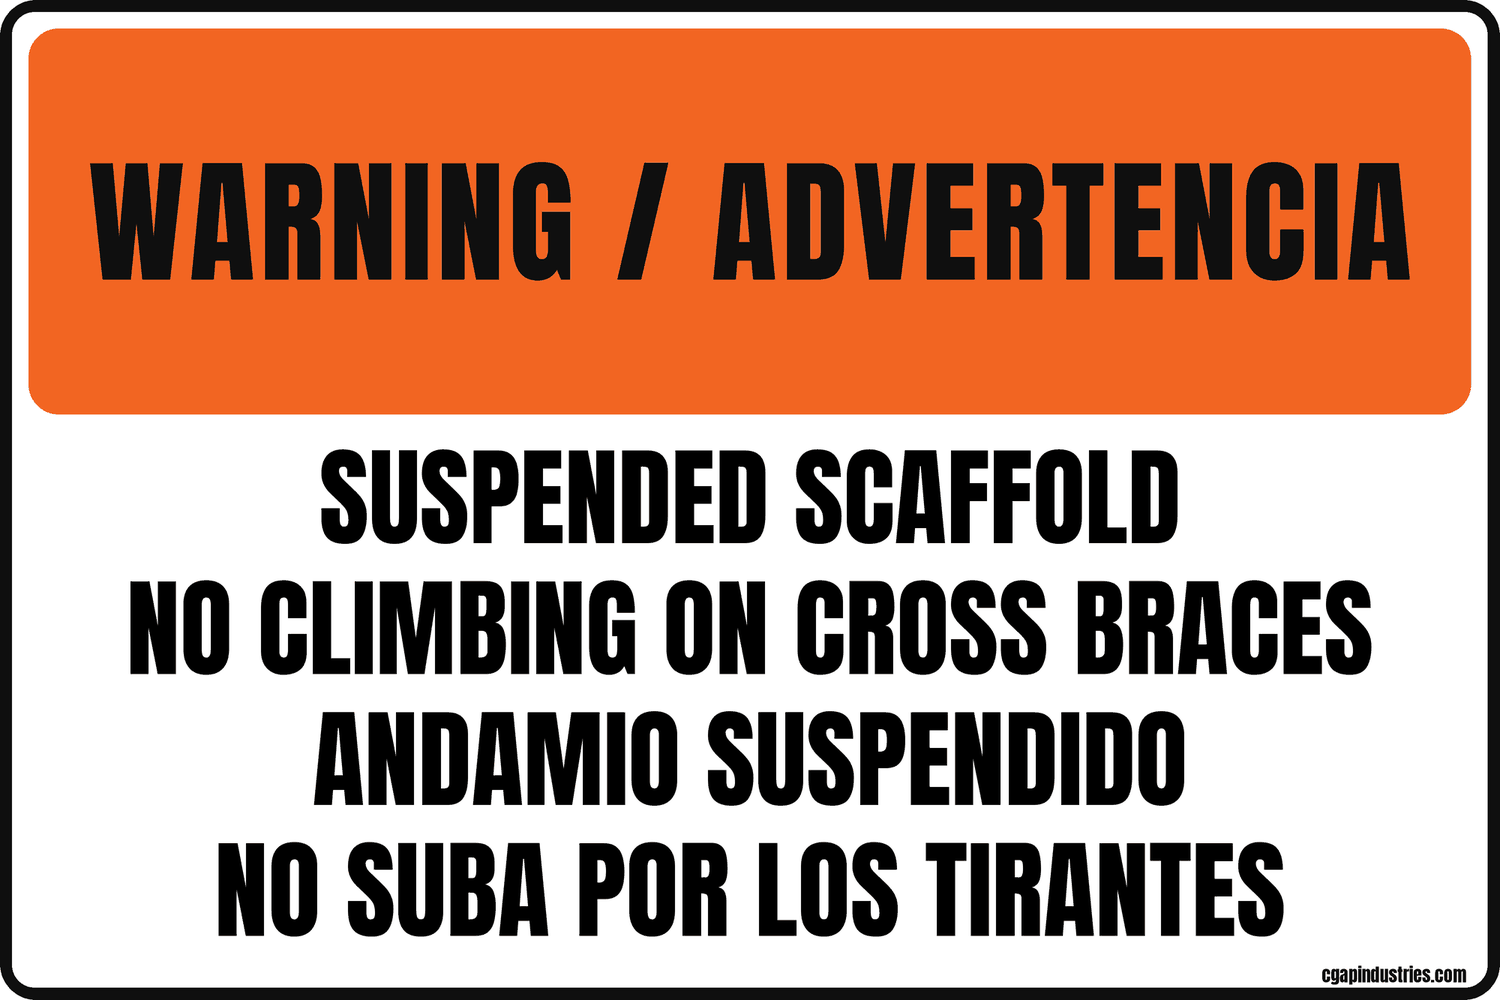 WARNING / ADVERTENCIA
SUSPENDED SCAFFOLD
NO CLIMBING ON CROSS BRACES
ANDAMIO SUSPENDIDO
NO SUBA POR LOS TIRANTES
cgapindustries.com